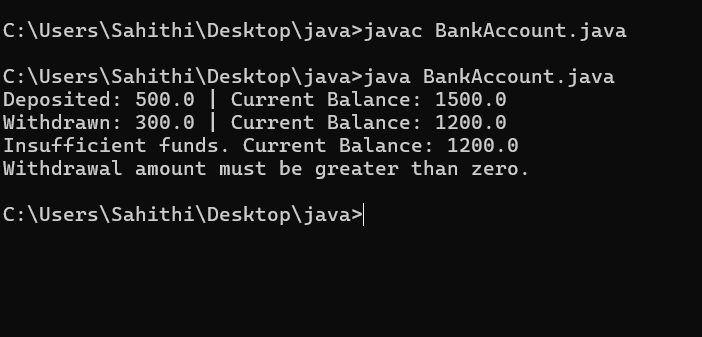 C:\Users\Sahithi\Desktop\java>javac BankAccount.java
C:\Users\Sahithi\Desktop\java>java BankAccount.java
Deposited: 500.0 | Current Balance: 1500.0
Withdrawn: 300.0 | Current Balance: 1200.0
Insufficient funds. Current Balance: 1200.0
Withdrawal amount must be greater than zero.
C:\Users\Sahithi\Desktop\java>